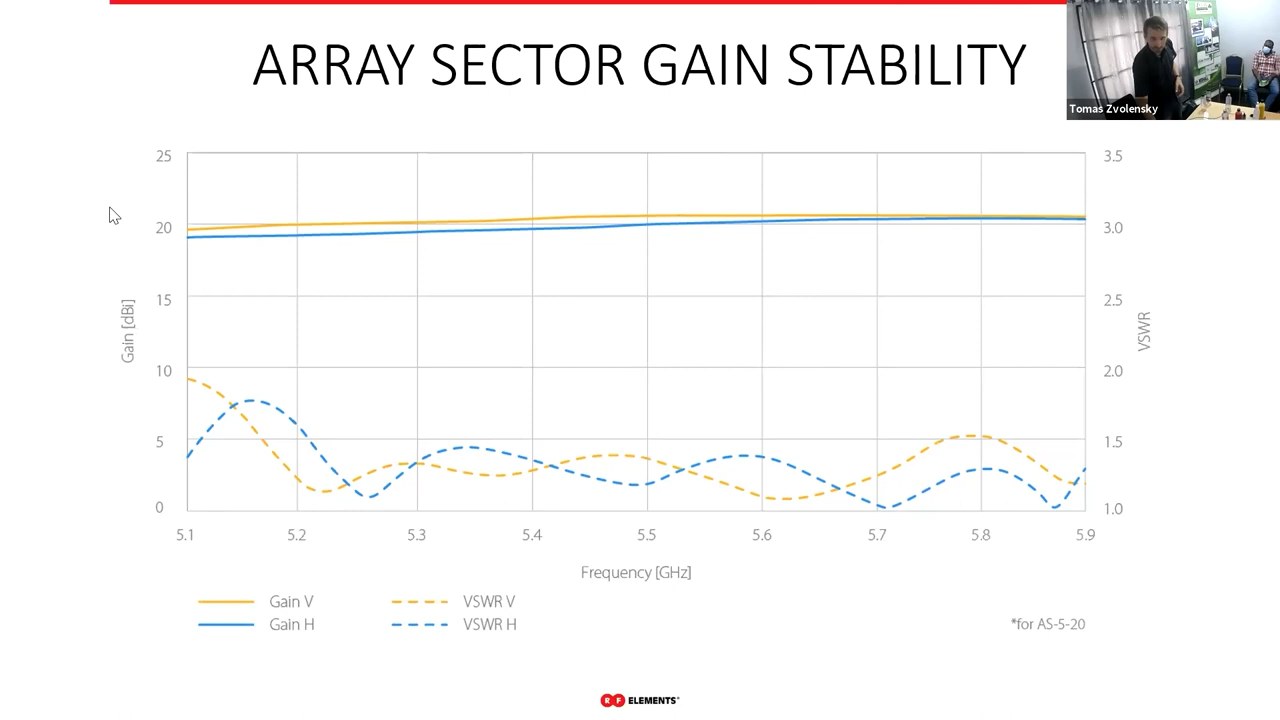 ARRAY SECTOR GAIN STABILITY
Tomas Zvolensky
25
20
15
10
5
0
Gain [dBi]
3.5
3.0
2.5
2.0
1.5
1.0
VSWR
5.1 5.2 5.3 5.4 5.5 5.6 5.7 5.8 5.9
Frequency [GHz]
Gain V VSWR V
Gain H VSWR H
*for AS-5-20
RF ELEMENTS